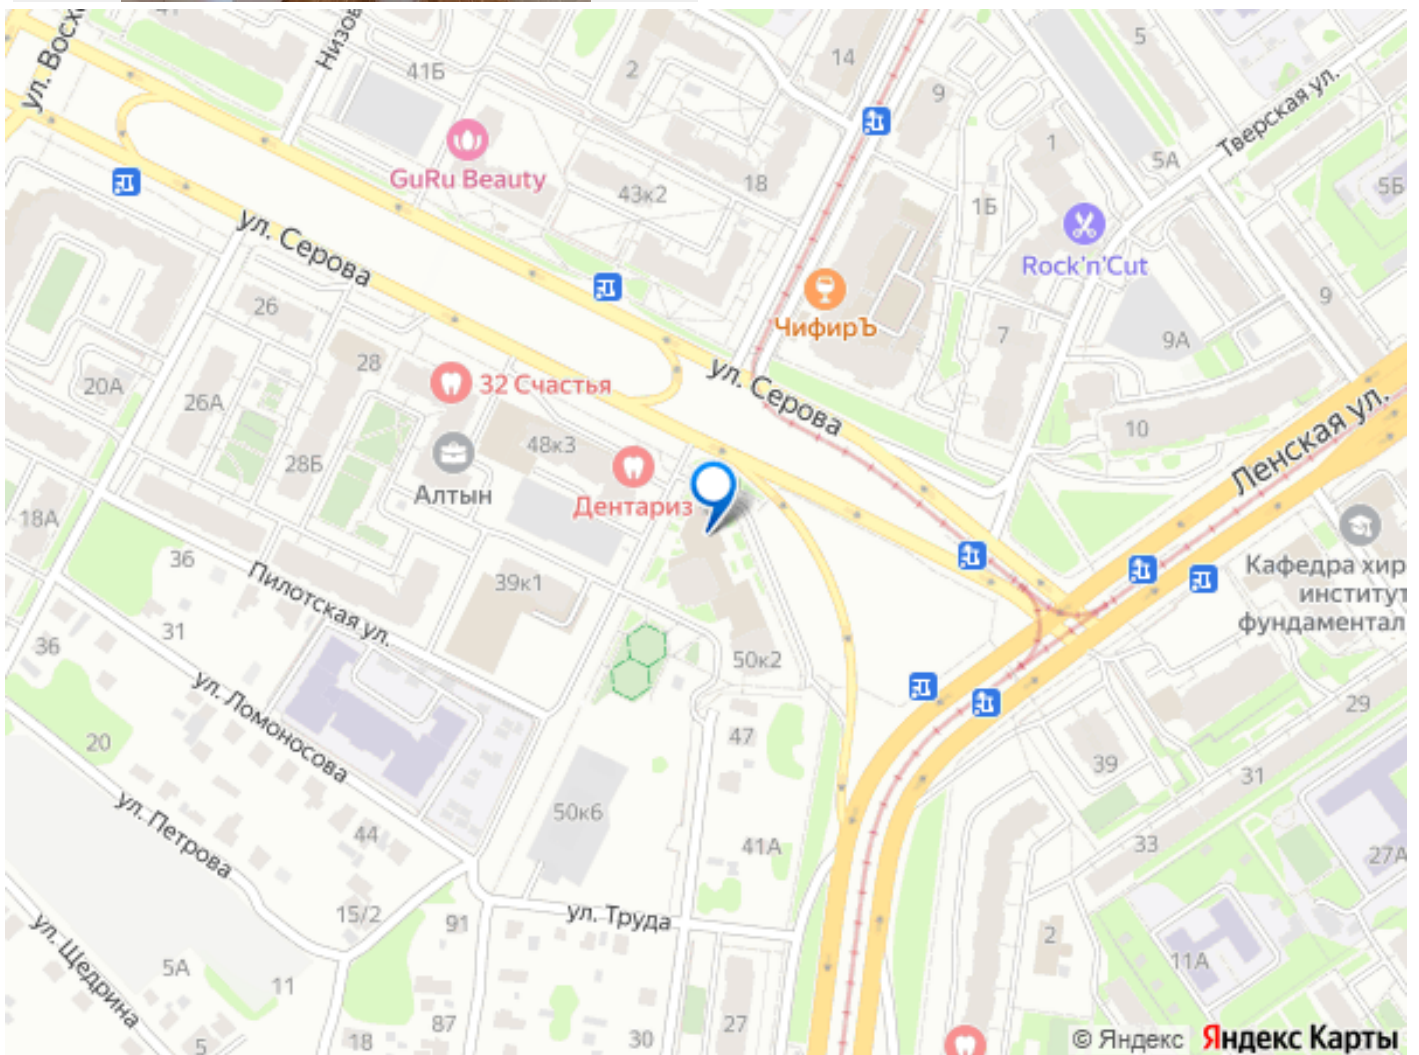 41
ул. Восх
Низов
41Б
2
14
9
5
Тверская ул.
1
5А
5Б
GuRu Beauty
43к2
18
1Б
ул. Серова
Rock'n'Cut
ЧифирЪ
26
7
9
9А
28
20А
26А
32 Счастья
ул. Серова
10
Ленская ул.
48к3
28Б
Алтын
Дентариз
18А
36
Пилотская ул.
39к1
Кафедра хир
институт
фундаментал
31
36
50к2
ул. Ломоносова
29
20
47
39
31
ул. Петрова
50к6
44
41А
33
27А
15/2
91
ул. Труда
2
ул. Щедрина
5А
11
11А
87
18
5
30
27
© Яндекс Яндекс Карты